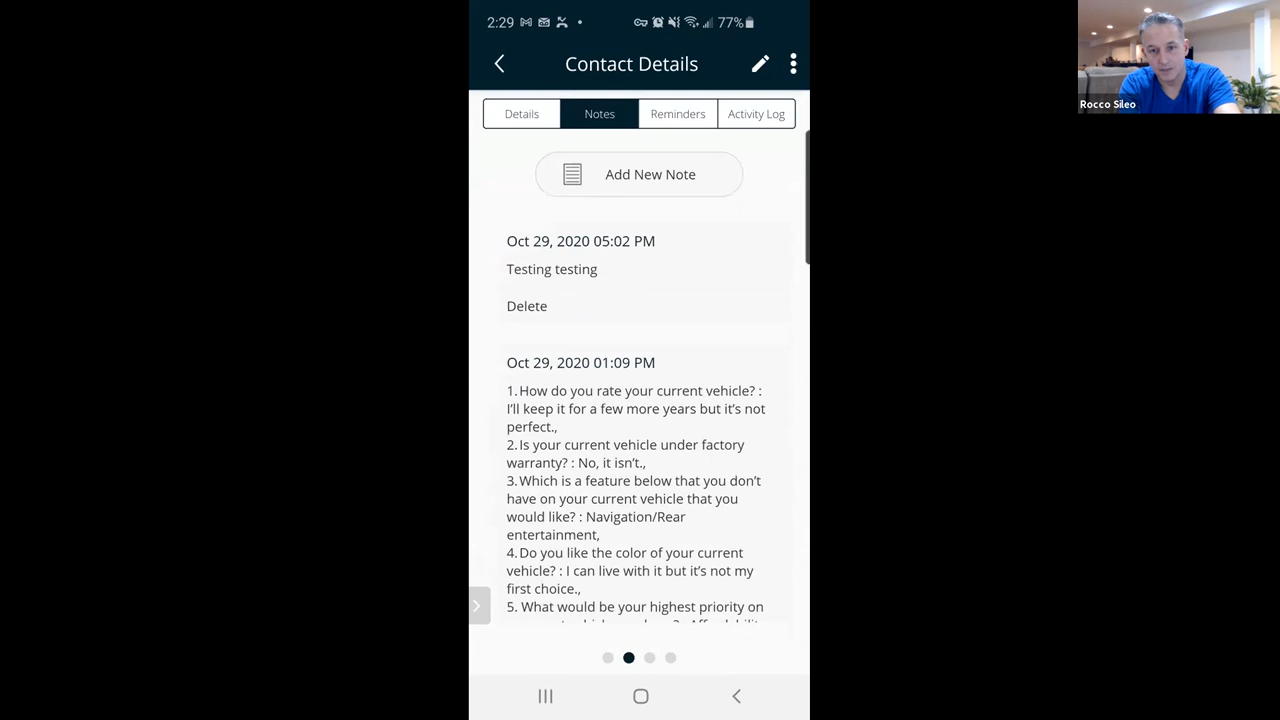 2:29
77%
Contact Details
Details
Notes
Reminders
Activity Log
Add New Note
Oct 29, 2020 05:02 PM
Testing testing
Delete
Oct 29, 2020 01:09 PM
1.How do you rate your current vehicle? :
I’ll keep it for a few more years but it’s not
perfect.,
2.Is your current vehicle under factory
warranty? : No, it isn’t.,
3.Which is a feature below that you don’t
have on your current vehicle that you
would like? : Navigation/Rear
entertainment,
4.Do you like the color of your current
vehicle? : I can live with it but it’s not my
first choice.,
5. What would be your highest priority on
Rocco Sileo